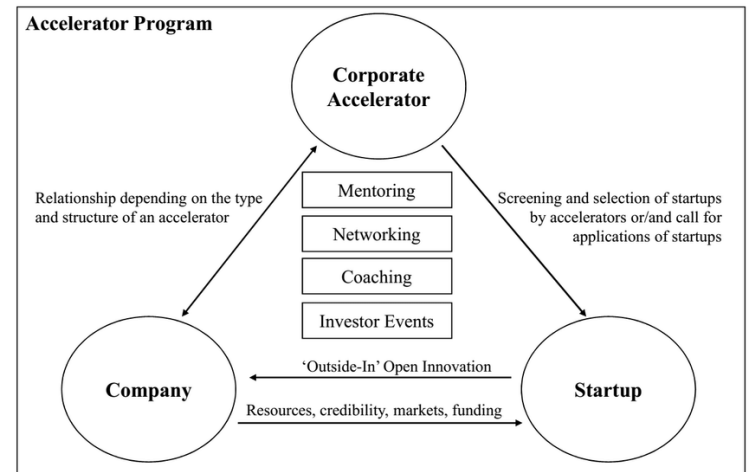 Accelerator Program
Corporate
Accelerator
Relationship depending on the type
and structure of an accelerator
Mentoring
Networking
Coaching
Investor Events
Screening and selection of startups
by accelerators or/and call for
applications of startups
Company
‘Outside-In’ Open Innovation
Resources, credibility, markets, funding
Startup